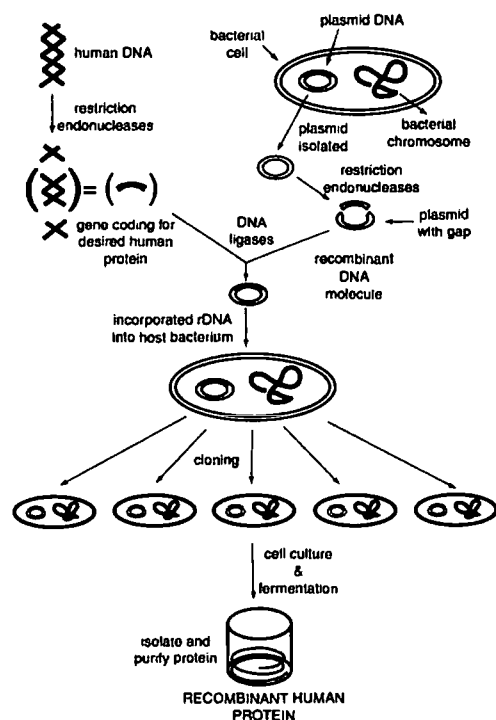 human DNA
restriction
endonucleases
( ) = ( )
gene coding for
desired human
protein
plasmid DNA
bacterial
cell
plasmid
isolated
bacterial
chromosome
restriction
endonucleases
plasmid
with gap
DNA
ligases
recombinant
DNA
molecule
incorporated rDNA
into host bacterium
cloning
cell culture
&
fermentation
isolate and
purify protein
RECOMBINANT HUMAN
PROTEIN